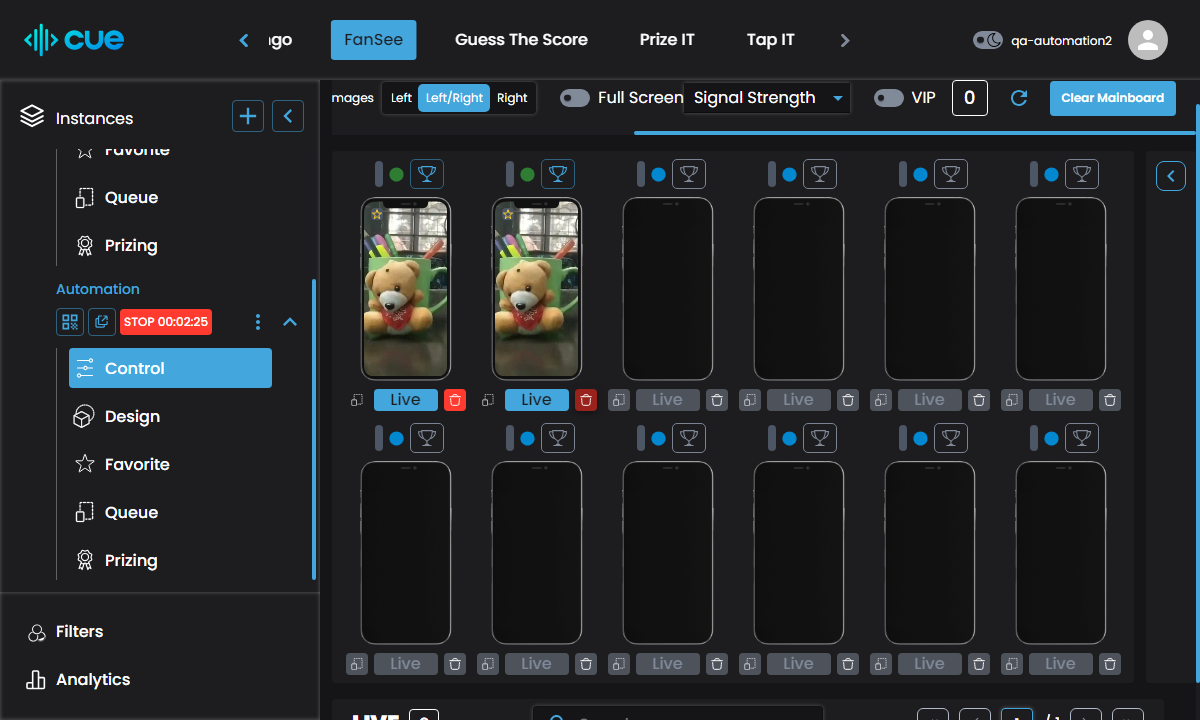 cue
ngo
FanSee
Guess The Score
Prize IT
Tap IT
qa-automation2
Instances
mages
Left
Left/Right
Right
Full Screen
Signal Strength
VIP
0
Clear Mainboard
Favorite
Queue
Prizing
Automation
STOP 00:02:25
Control
Design
Favorite
Queue
Prizing
Filters
Analytics
Live
Live
Live
Live
Live
Live
Live
Live
Live
Live
Live
Live
LIVE